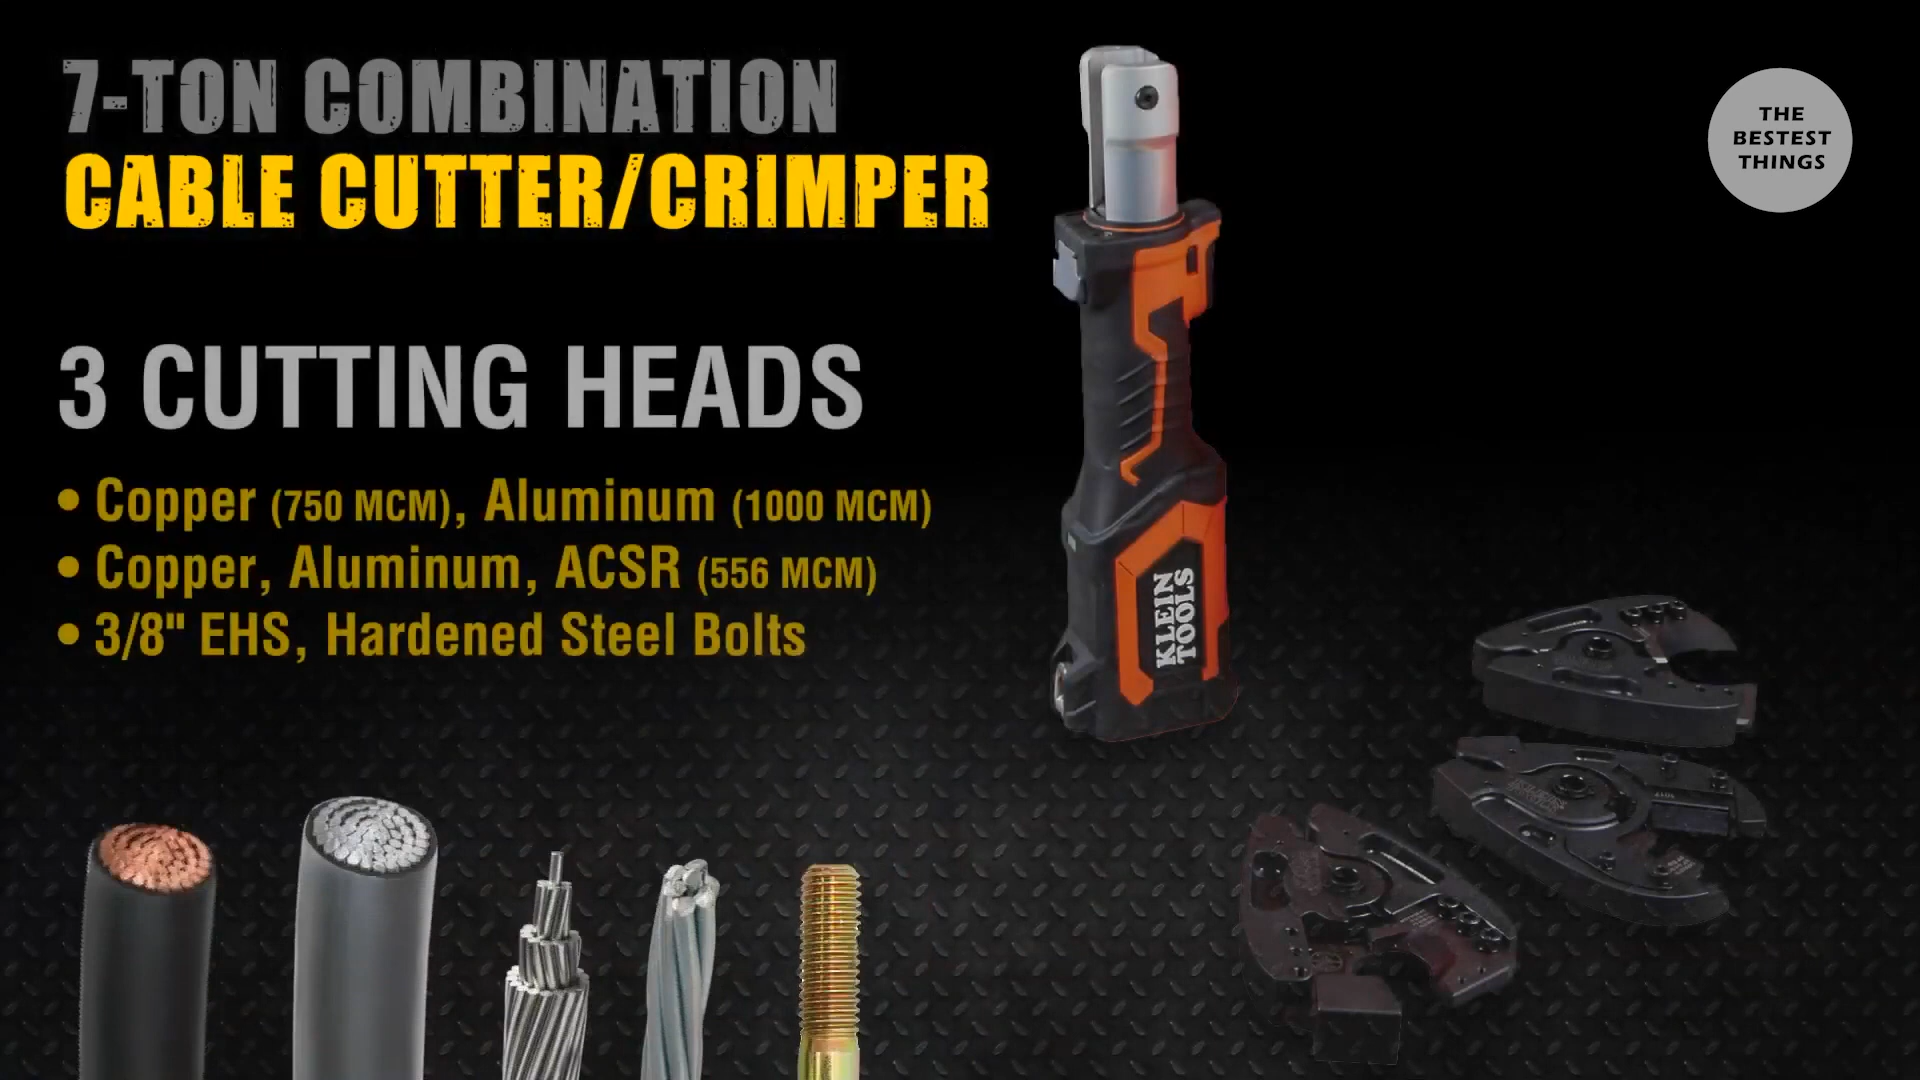 7-TON COMBINATION
CABLE CUTTER/CRIMPER
THE
BESTEST
THINGS
3 CUTTING HEADS
• Copper (750 MCM), Aluminum (1000 MCM)
• Copper, Aluminum, ACSR (556 MCM)
• 3/8" EHS, Hardened Steel Bolts
KLEIN
TOOLS